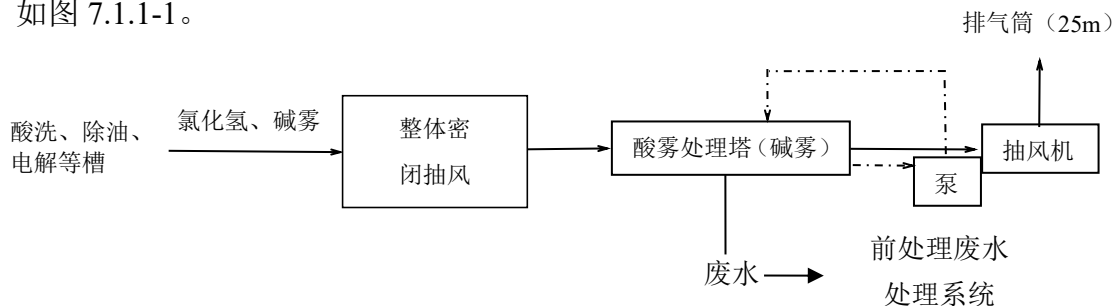 如图 7.1.1-1。
排气筒（25m）
酸洗、除油、
电解等槽
氯化氢、碱雾
整体密
闭抽风
酸雾处理塔（碱雾）
泵
抽风机
废水
前处理废水
处理系统